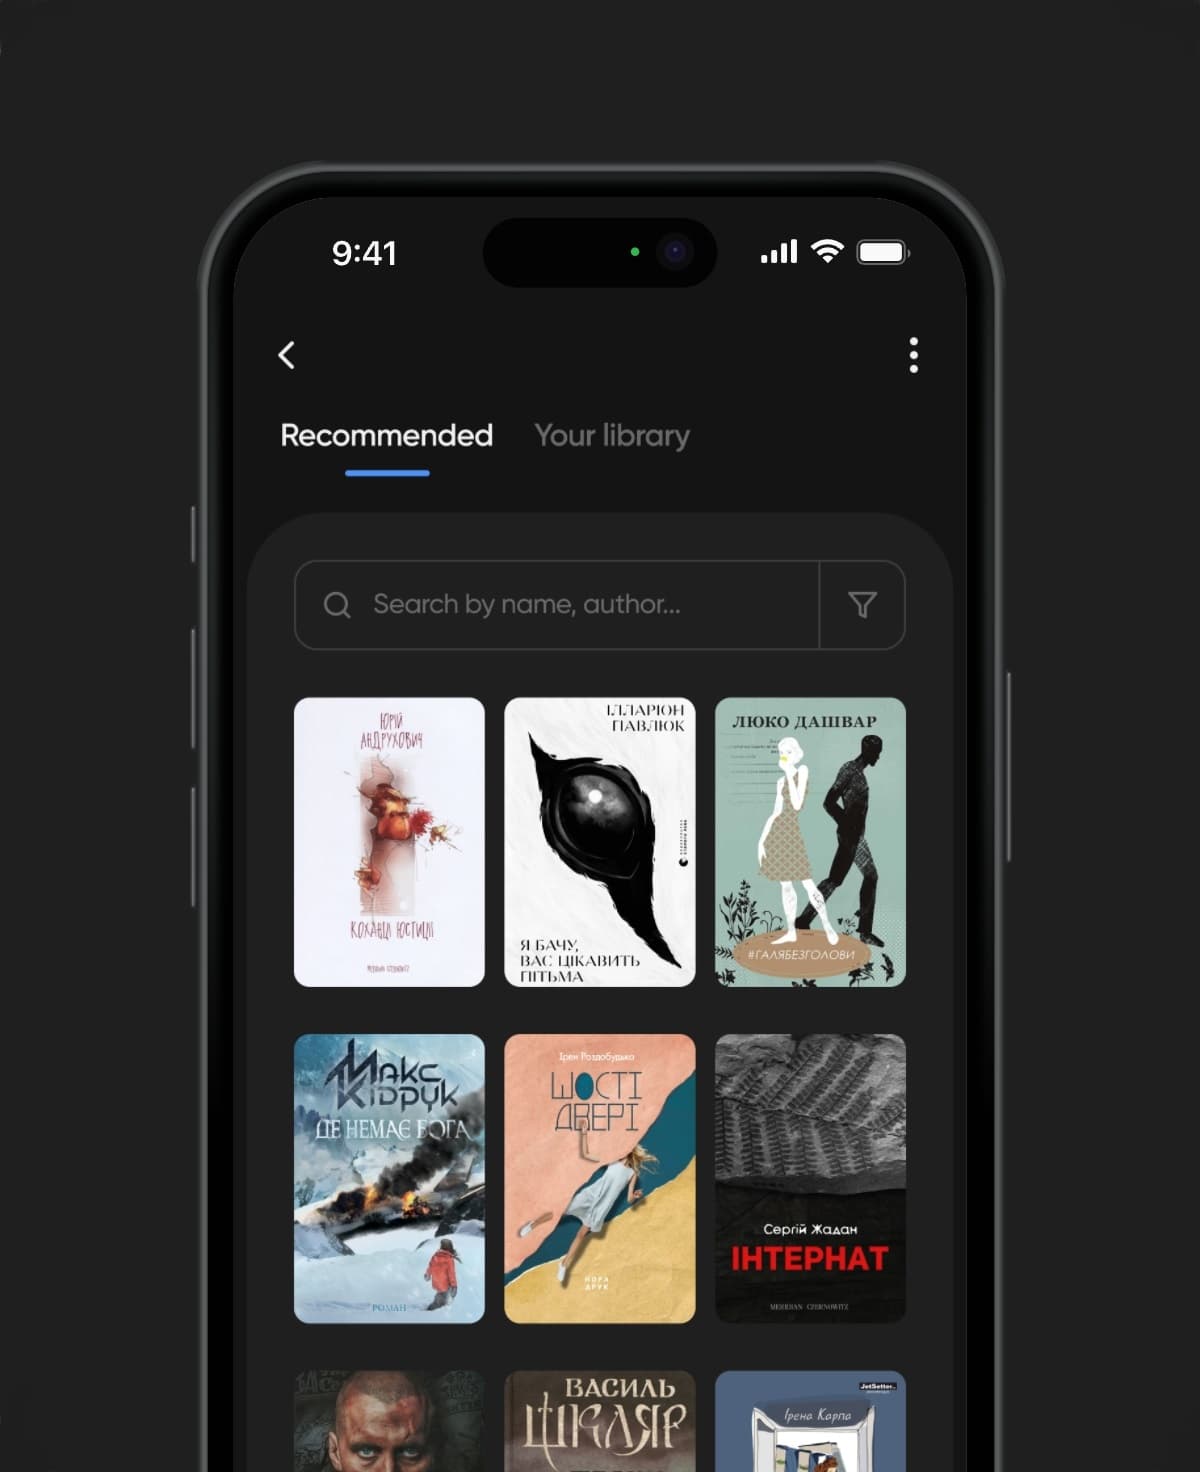 9:41
Recommended
Your library
Search by name, author...
ЮРІЙ
АНДРУХОВИЧ
КОХАНЦІ ЮСТИЦІЇ
MERIDIAN CZERNOWITZ
ІЛЛАРІОН
ПАВЛЮК
Я БАЧУ,
ВАС ЦІКАВИТЬ
ПІТЬМА
ЛЮКО ДАШВАР
#ГАЛЯБЕЗГОЛОВИ
Макс
Кідрук
ДЕ НЕМАЄ БОГА
РОМАН
Ірен Роздобудько
ШОСТІ
ДВЕРІ
НОРА
ДРУК
Сергій Жадан
ІНТЕРНАТ
MERIDIAN CZERNOWITZ
ВАСИЛЬ
ШКЛЯР
JetSetter
Ірена Карпа